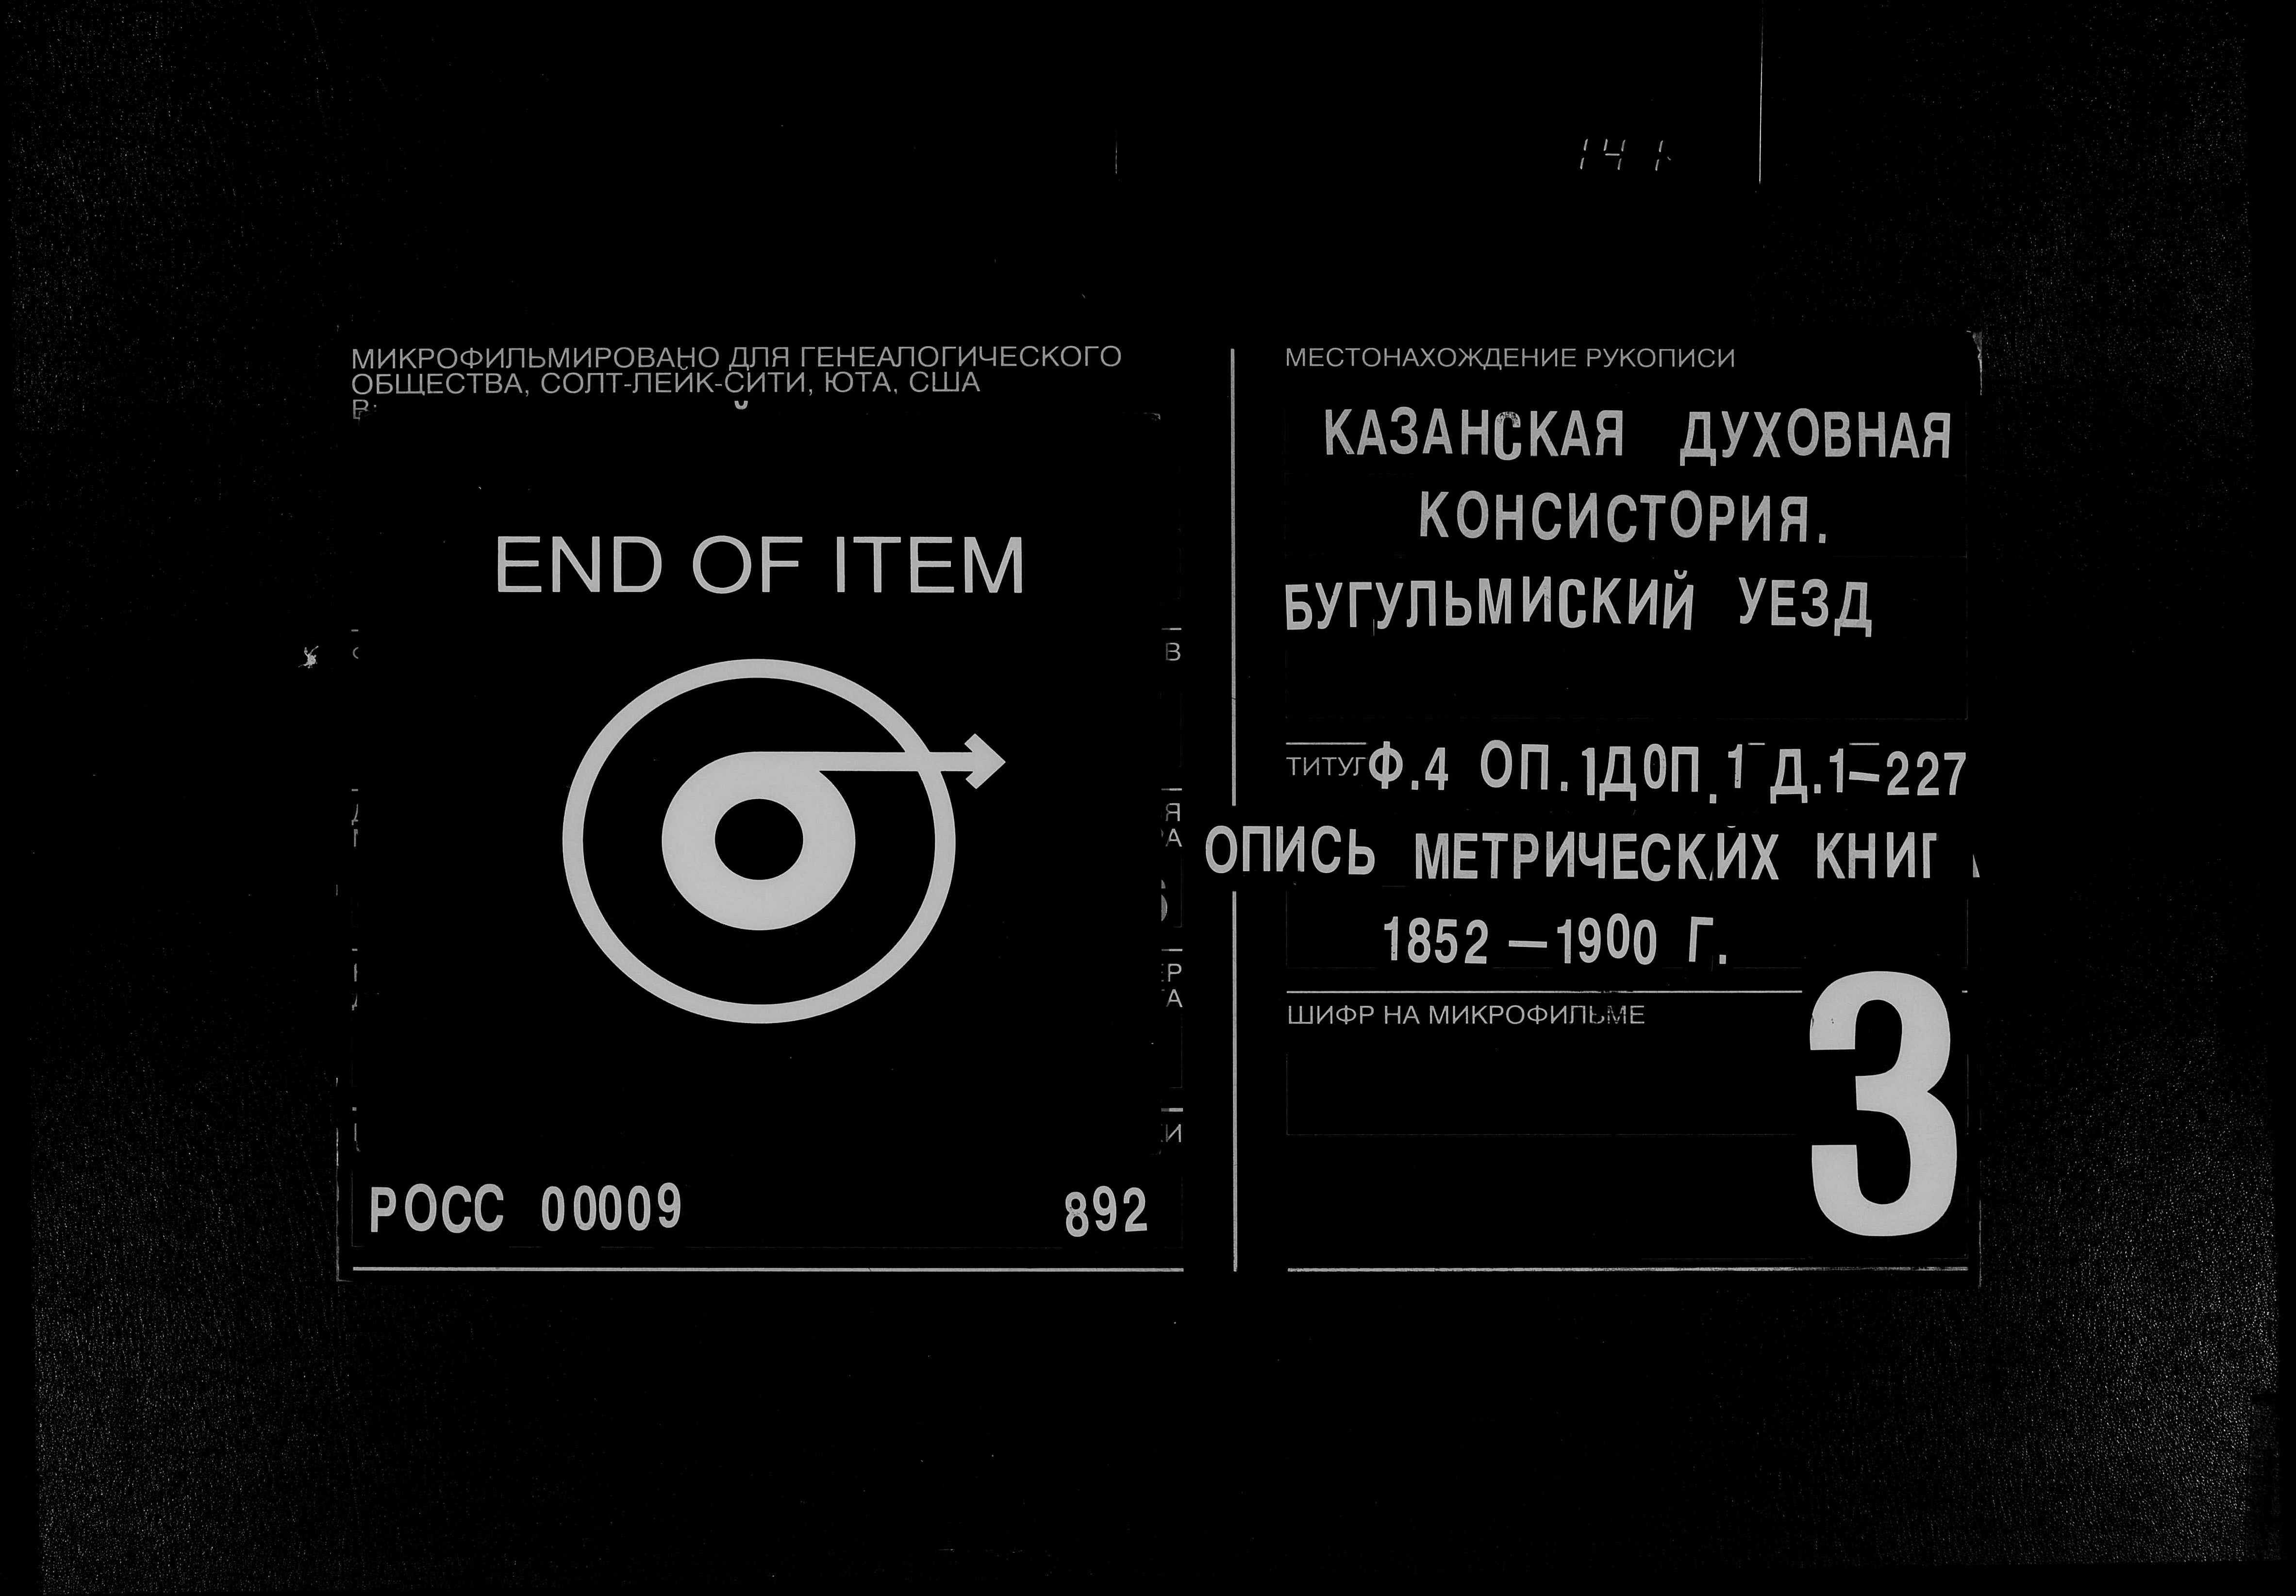 141
МИКРОФИЛЬМИРОВАНО ДЛЯ ГЕНЕАЛОГИЧЕСКОГО
ОБЩЕСТВА, СОЛТ-ЛЕЙК-СИТИ, ЮТА, США
END OF ITEM
РОСС 00009 892
МЕСТОНАХОЖДЕНИЕ РУКОПИСИ
КАЗАНСКАЯ ДУХОВНАЯ
КОНСИСТОРИЯ.
БУГУЛЬМИСКИЙ УЕЗД
ТИТУЛ Ф.4 ОП.1ДОП.1 Д.1-227
ОПИСЬ МЕТРИЧЕСКИХ КНИГ
1852 — 1900 Г.
ШИФР НА МИКРОФИЛЬМЕ
3